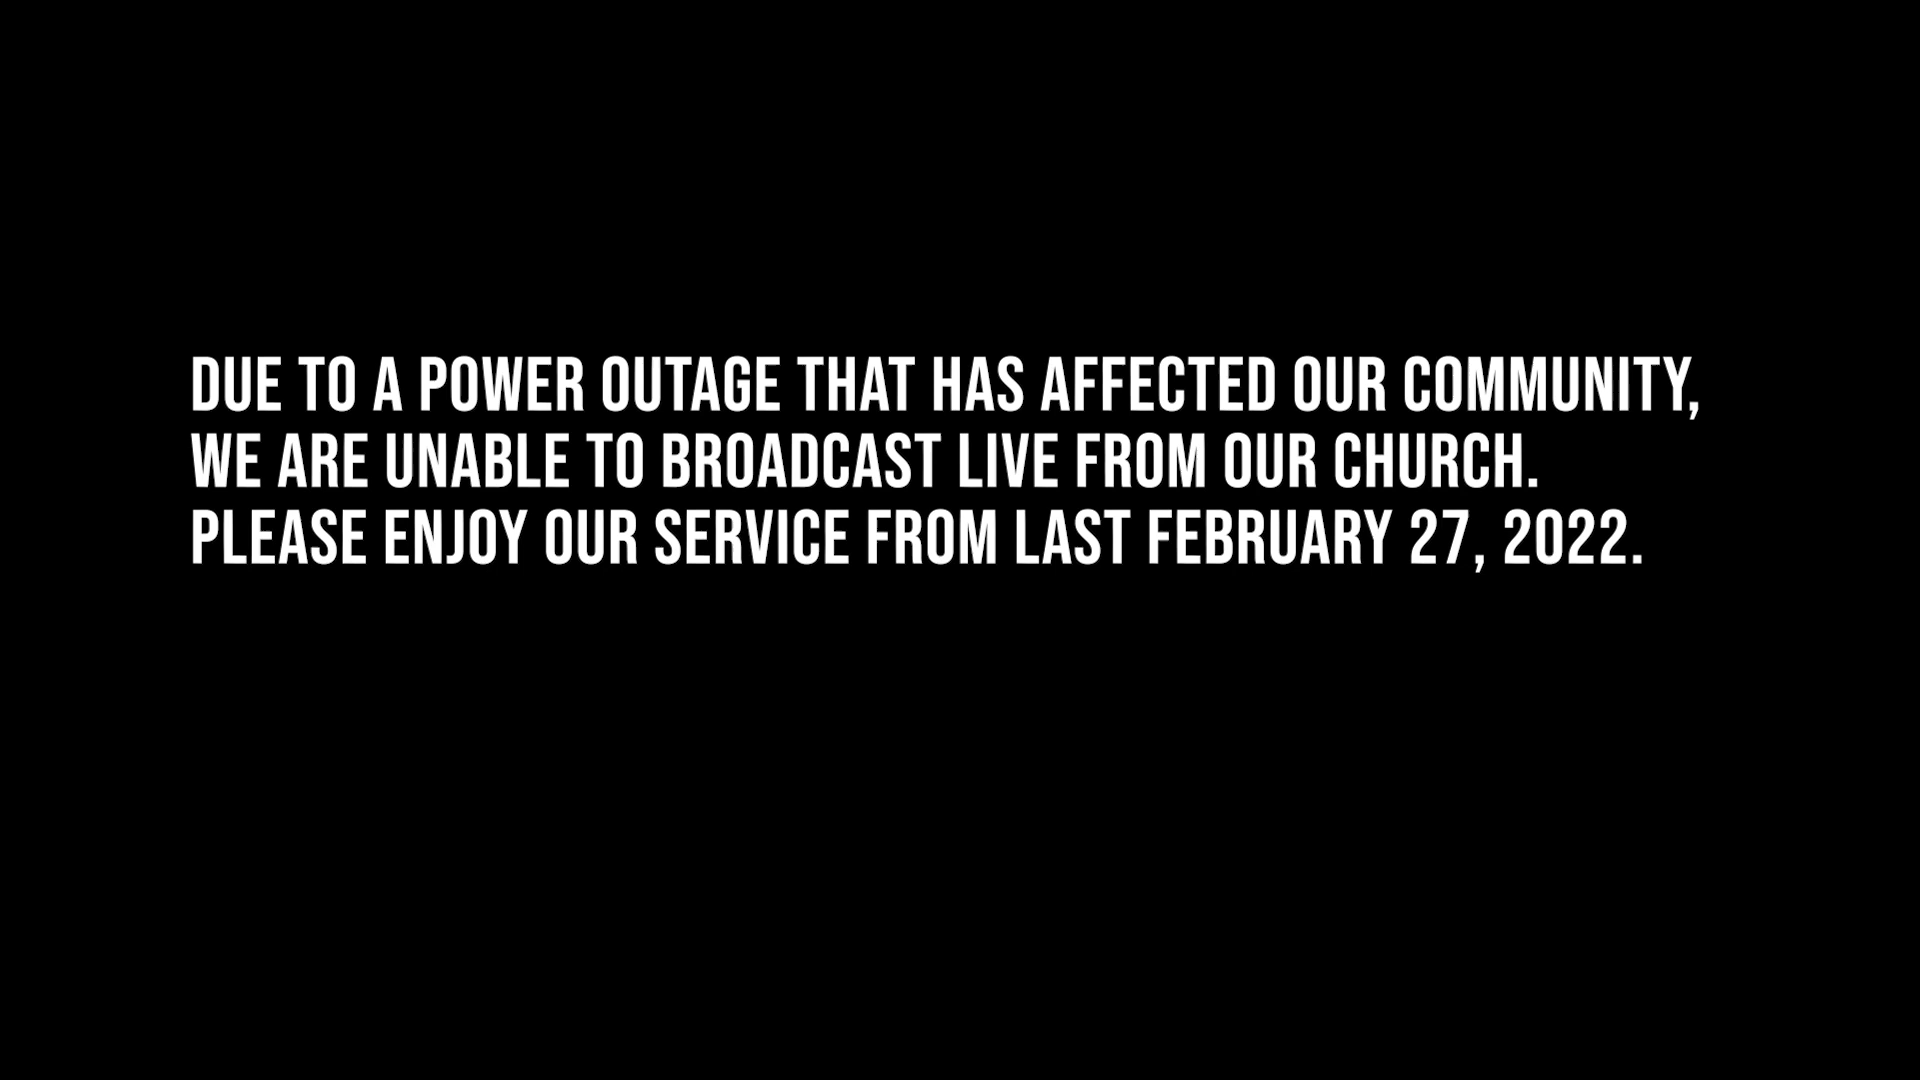 DUE TO A POWER OUTAGE THAT HAS AFFECTED OUR COMMUNITY,
WE ARE UNABLE TO BROADCAST LIVE FROM OUR CHURCH.
PLEASE ENJOY OUR SERVICE FROM LAST FEBRUARY 27, 2022.